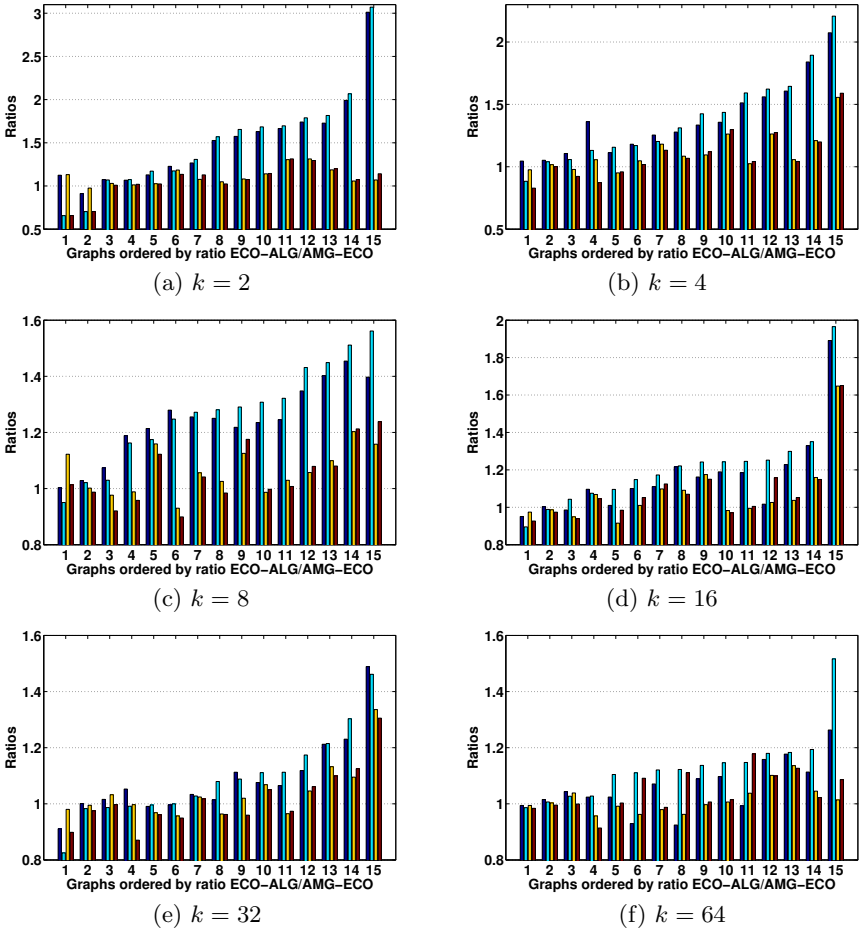 3
2.5
2
1.5
1
0.5
Ratios
1 2 3 4 5 6 7 8 9 10 11 12 13 14 15
Graphs ordered by ratio ECO−ALG/AMG−ECO
(a) k = 2
2
1.5
1
0.5
Ratios
1 2 3 4 5 6 7 8 9 10 11 12 13 14 15
Graphs ordered by ratio ECO−ALG/AMG−ECO
(b) k = 4
1.6
1.4
1.2
1
0.8
Ratios
1 2 3 4 5 6 7 8 9 10 11 12 13 14 15
Graphs ordered by ratio ECO−ALG/AMG−ECO
(c) k = 8
2
1.8
1.6
1.4
1.2
1
0.8
Ratios
1 2 3 4 5 6 7 8 9 10 11 12 13 14 15
Graphs ordered by ratio ECO−ALG/AMG−ECO
(d) k = 16
1.6
1.4
1.2
1
0.8
Ratios
1 2 3 4 5 6 7 8 9 10 11 12 13 14 15
Graphs ordered by ratio ECO−ALG/AMG−ECO
(e) k = 32
1.6
1.4
1.2
1
0.8
Ratios
1 2 3 4 5 6 7 8 9 10 11 12 13 14 15
Graphs ordered by ratio ECO−ALG/AMG−ECO
(f) k = 64